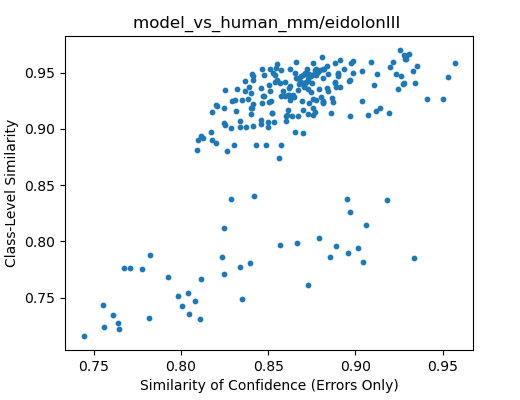 model_vs_human_mm/eidolonIII
Class-Level Similarity
0.95
0.90
0.85
0.80
0.75
0.75 0.80 0.85 0.90 0.95
Similarity of Confidence (Errors Only)